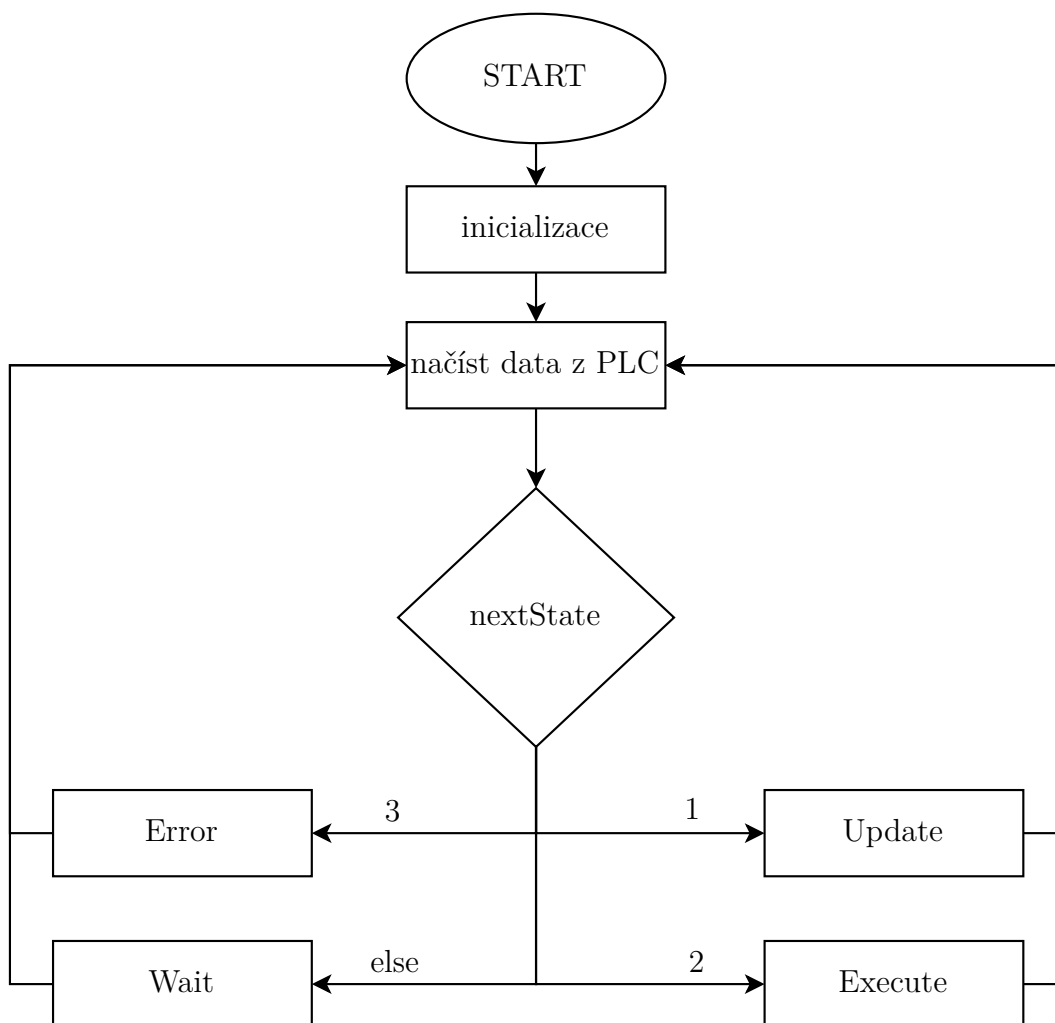 START
inicializace
načíst data z PLC
nextState
3
1
Error
Update
else
2
Wait
Execute